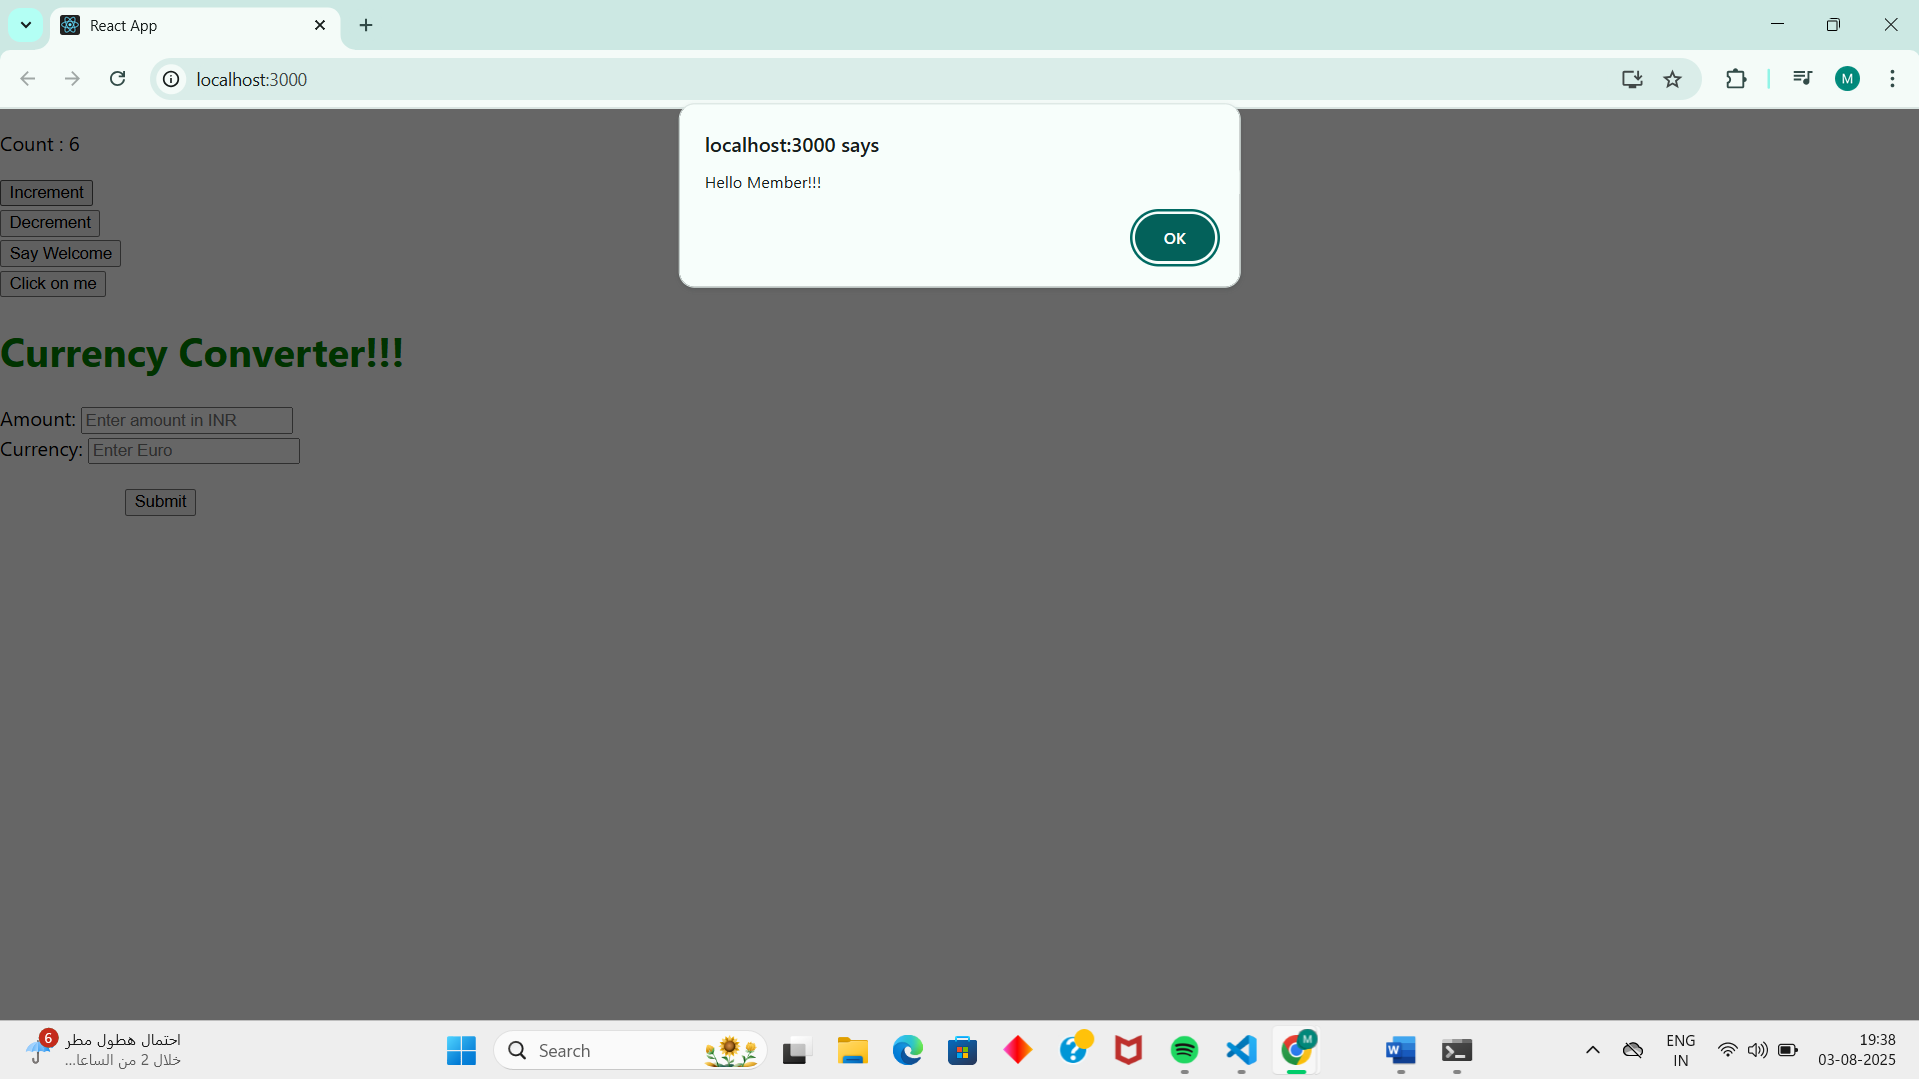 React App
localhost:3000
M
localhost:3000 says
Hello Member!!!
OK
Count : 6
Increment
Decrement
Say Welcome
Click on me
Currency Converter!!!
Amount: Enter amount in INR
Currency: Enter Euro
Submit
6
احتمال هطول مطر
خلال 2 من الساعا...
Search
M
ENG
IN
19:38
03-08-2025